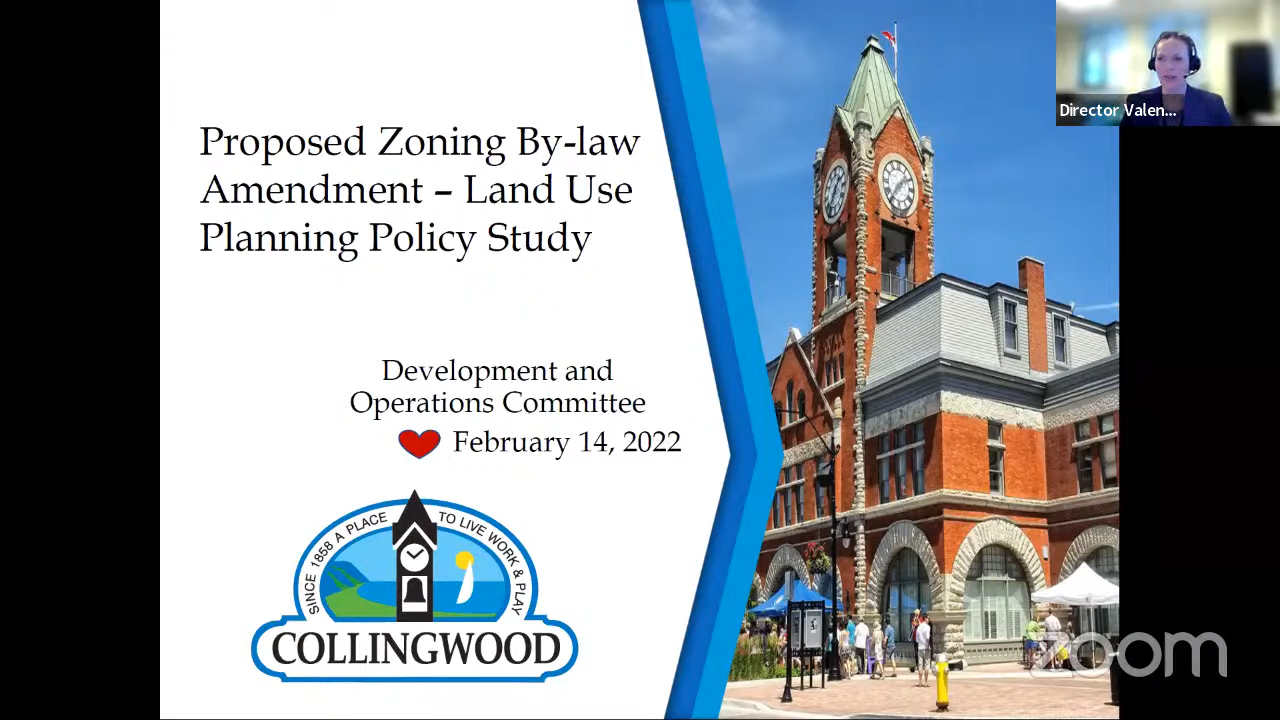 Director Valen...
Proposed Zoning By-law
Amendment – Land Use
Planning Policy Study
Development and
Operations Committee
February 14, 2022
SINCE 1858 A PLACE TO LIVE WORK & PLAY
COLLINGWOOD
zoom